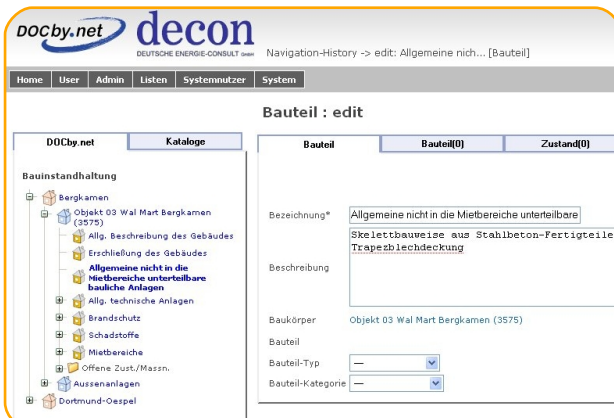 DOCby.net decon
DEUTSCHE ENERGIE-CONSULT GmbH
Navigation-History -> edit: Allgemeine nich... [Bauteil]
Home User Admin Listen Systemnutzer System
Bauteil : edit
DOCby.net Kataloge
Bauinstandhaltung
Bergkamen
Objekt 03 Wal Mart Bergkamen
(3575)
Allg. Beschreibung des Gebäudes
Erschließung des Gebäudes
Allgemeine nicht in die
Mietbereiche unterteilbare
bauliche Anlagen
Allg. technische Anlagen
Brandschutz
Schadstoffe
Mietbereiche
Offene Zust./Massn.
Aussenanlagen
Dortmund-Oespel
Bauteil Bauteil(0) Zustand(0)
Bezeichnung* Allgemeine nicht in die Mietbereiche unterteilbare
Beschreibung Skelettbauweise aus Stahlbeton-Fertigteile
Trapezblechdeckung
Baukörper Objekt 03 Wal Mart Bergkamen (3575)
Bauteil
Bauteil-Typ —
Bauteil-Kategorie —